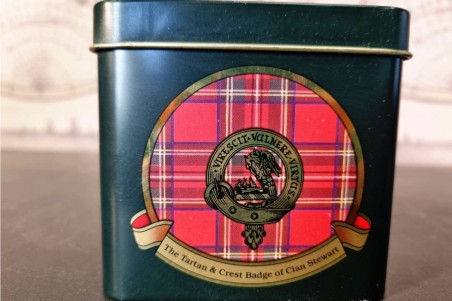 VIRESCIT · VULNERE · VIRTUS ·
The Tartan & Crest Badge of Clan Stewart